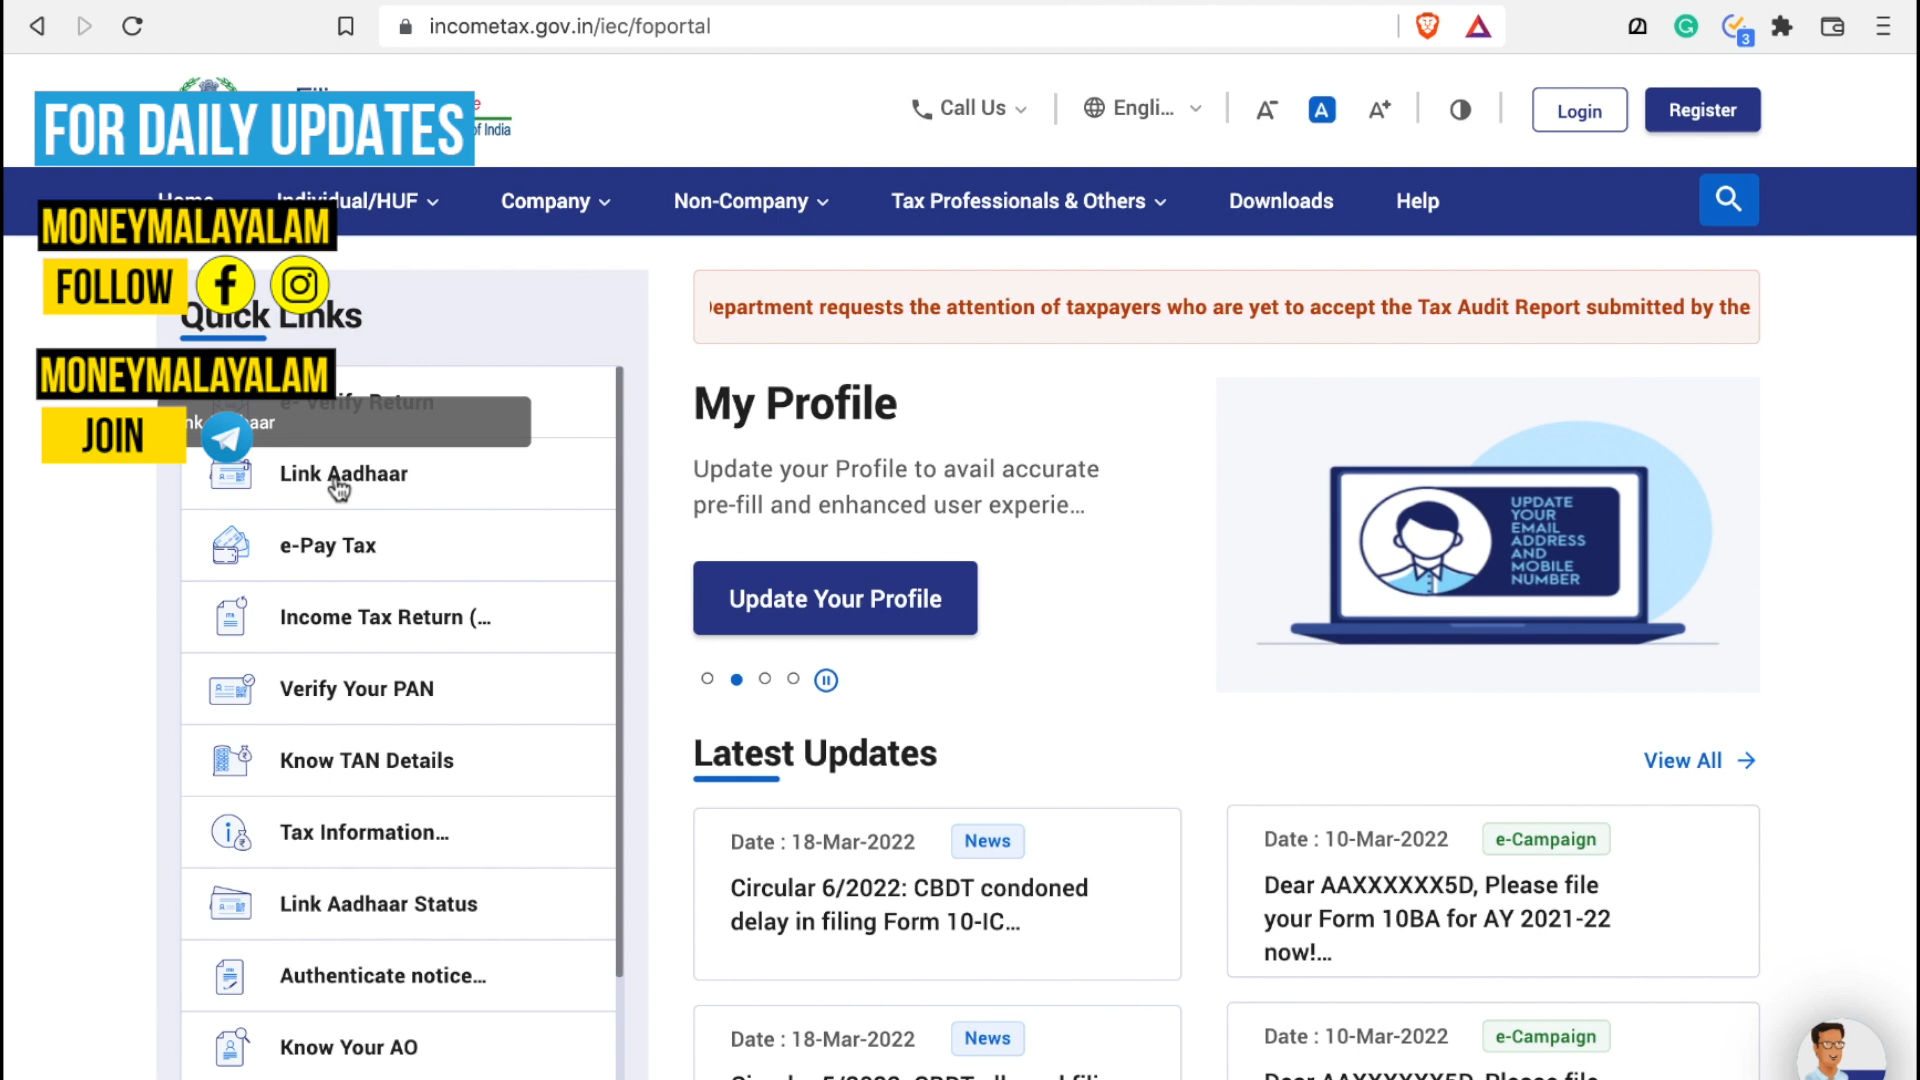 incometax.gov.in/iec/foportal
3
FOR DAILY UPDATES
of India
Call Us
Engli...
A-
A
A+
Login
Register
Home
Individual/HUF
Company
Non-Company
Tax Professionals & Others
Downloads
Help
MONEYMALAYALAM
FOLLOW
Quick Links
MONEYMALAYALAM
JOIN
e- Verify Return
Link Aadhaar
e-Pay Tax
Income Tax Return (...
Verify Your PAN
Know TAN Details
Tax Information...
Link Aadhaar Status
Authenticate notice...
Know Your AO
Department requests the attention of taxpayers who are yet to accept the Tax Audit Report submitted by the
My Profile
Update your Profile to avail accurate
pre-fill and enhanced user experie...
Update Your Profile
UPDATE
YOUR
EMAIL
ADDRESS
AND
MOBILE
NUMBER
Latest Updates
View All
Date : 18-Mar-2022
News
Circular 6/2022: CBDT condoned
delay in filing Form 10-IC...
Date : 10-Mar-2022
e-Campaign
Dear AAXXXXXX5D, Please file
your Form 10BA for AY 2021-22
now!...
Date : 18-Mar-2022
News
Date : 10-Mar-2022
e-Campaign